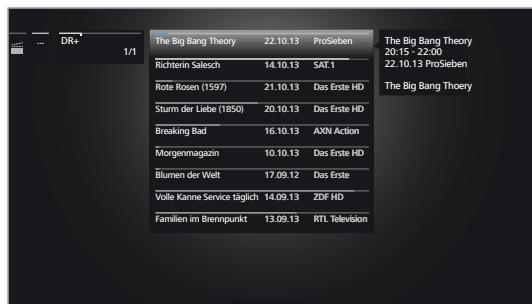 ... DR+
1/1
The Big Bang Theory 22.10.13 ProSieben
Richterin Salesch 14.10.13 SAT.1
Rote Rosen (1597) 21.10.13 Das Erste HD
Sturm der Liebe (1850) 20.10.13 Das Erste HD
Breaking Bad 16.10.13 AXN Action
Morgenmagazin 10.10.13 Das Erste HD
Blumen der Welt 17.09.12 Das Erste
Volle Kanne Service täglich 14.09.13 ZDF HD
Familien im Brennpunkt 13.09.13 RTL Television
The Big Bang Theory
20:15 - 22:00
22.10.13 ProSieben
The Big Bang Thoery